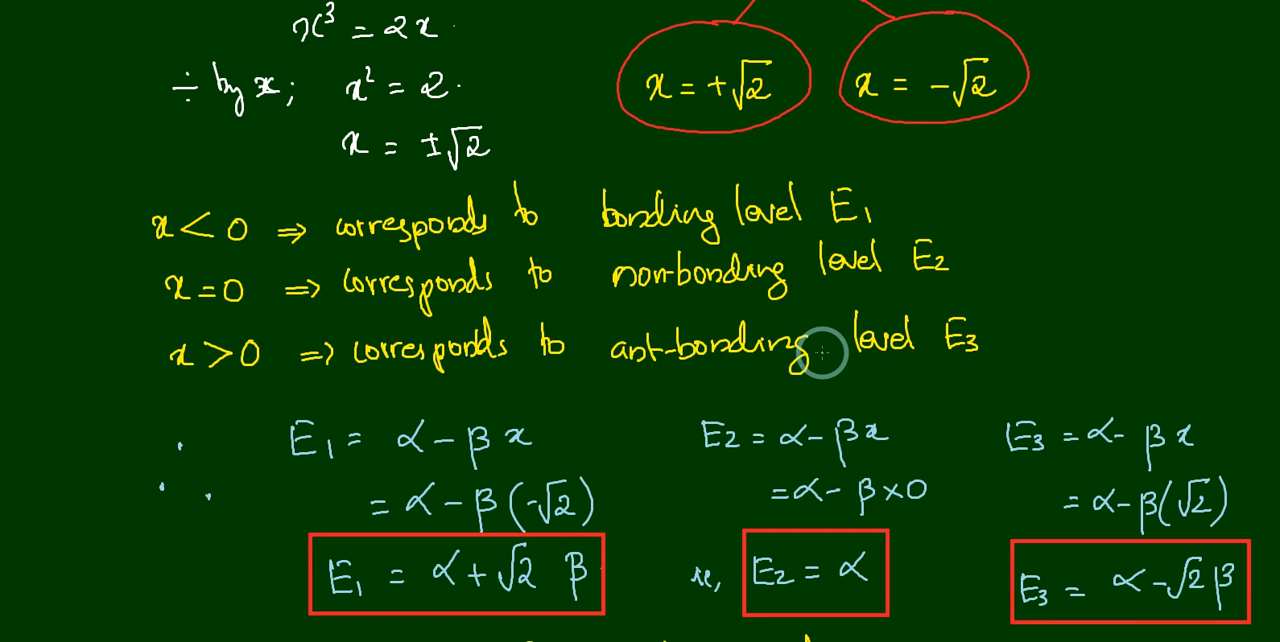 x³ = 2x
÷ by x; x² = 2
x = ±√2
x = +√2
x = -√2
x < 0 ⇒ corresponds to bonding level E₁
x = 0 ⇒ corresponds to non-bonding level E₂
x > 0 ⇒ corresponds to ant-bonding level E₃
∴ E₁ = α - βx
= α - β(-√2)
E₁ = α + √2 β
E₂ = α - βx
= α - β×0
ie, E₂ = α
E₃ = α - βx
= α - β(√2)
E₃ = α - √2 β